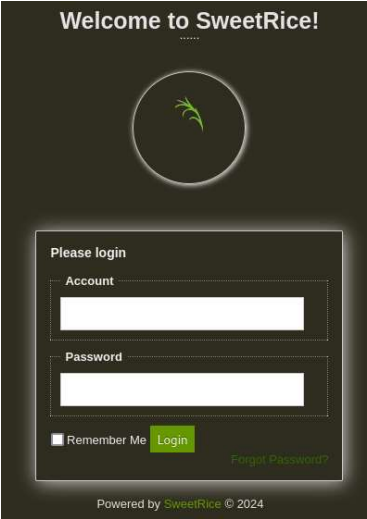 Welcome to SweetRice!
......
Please login
Account
Password
Remember Me Login
Forgot Password?
Powered by SweetRice © 2024